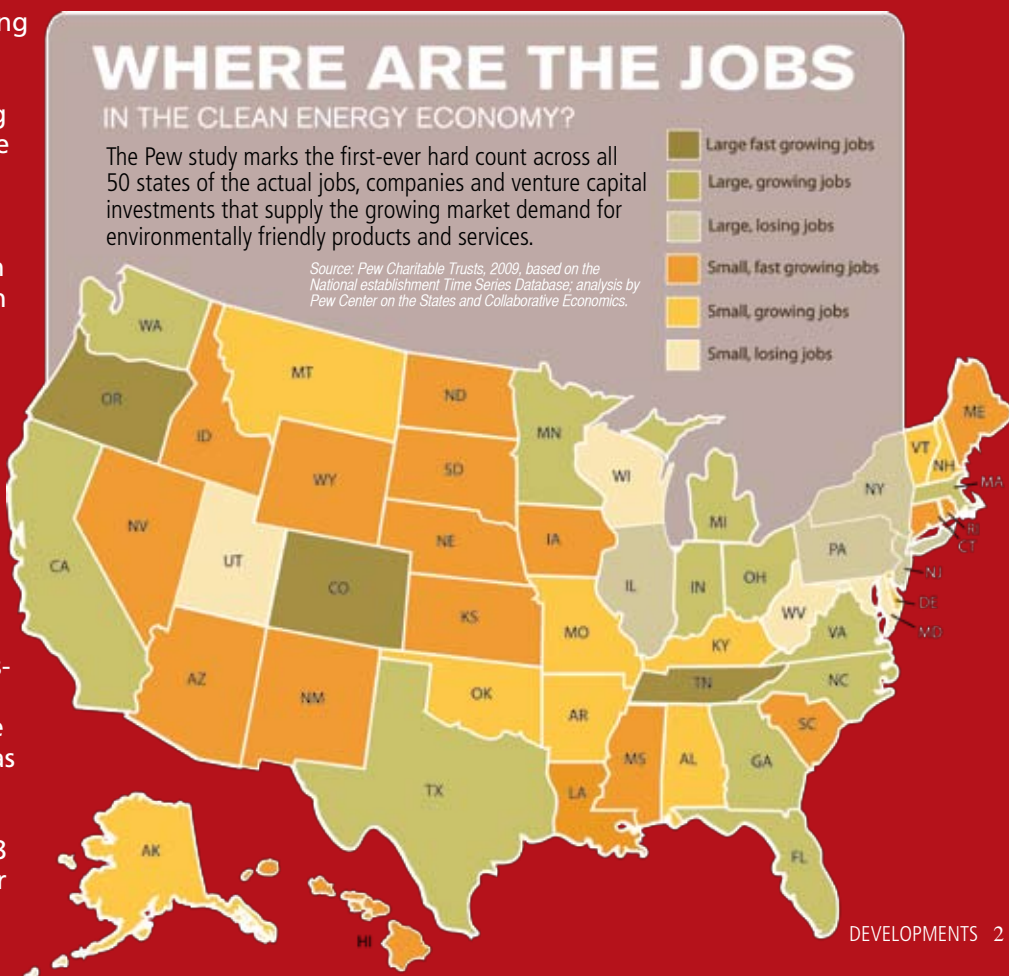 ng
g
e
n
n
s-
e
as
8
r
WHERE ARE THE JOBS
IN THE CLEAN ENERGY ECONOMY?
The Pew study marks the first-ever hard count across all
50 states of the actual jobs, companies and venture capital
investments that supply the growing market demand for
environmentally friendly products and services.
Source: Pew Charitable Trusts, 2009, based on the
National establishment Time Series Database; analysis by
Pew Center on the States and Collaborative Economics.
Large fast growing jobs
Large, growing jobs
Large, losing jobs
Small, fast growing jobs
Small, growing jobs
Small, losing jobs
WA
OR
MT
ID
ND
MN
WY
SD
WI
MI
NY
VT
NH
ME
MA
RI
CT
NV
UT
CA
CO
NE
IA
IL
IN
OH
PA
NJ
DE
MD
WV
VA
KS
MO
KY
AZ
NM
OK
AR
TN
NC
SC
TX
LA
MS
AL
GA
FL
AK
HI
DEVELOPMENTS 2